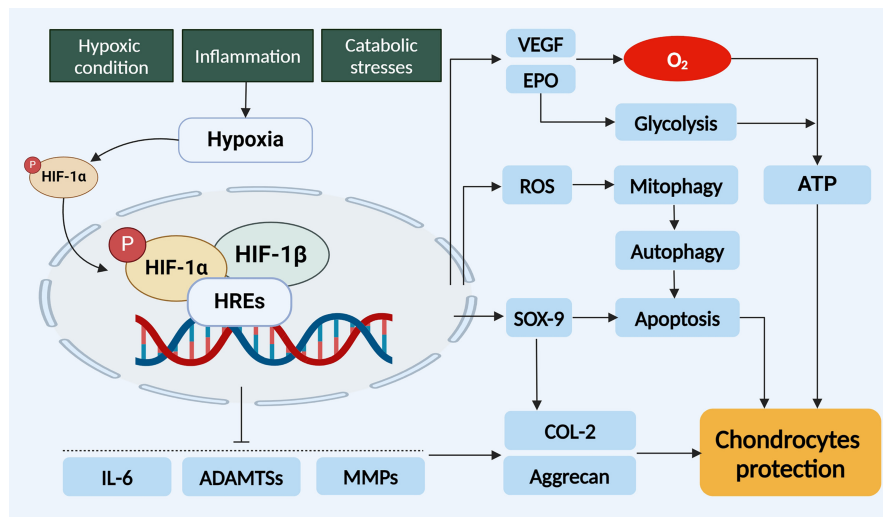 Hypoxic
condition
Inflammation
Catabolic
stresses
Hypoxia
P
HIF-1α
P
HIF-1α
HIF-1β
HREs
IL-6
ADAMTSs
MMPs
VEGF
EPO
O₂
Glycolysis
ROS
Mitophagy
ATP
Autophagy
SOX-9
Apoptosis
COL-2
Aggrecan
Chondrocytes
protection